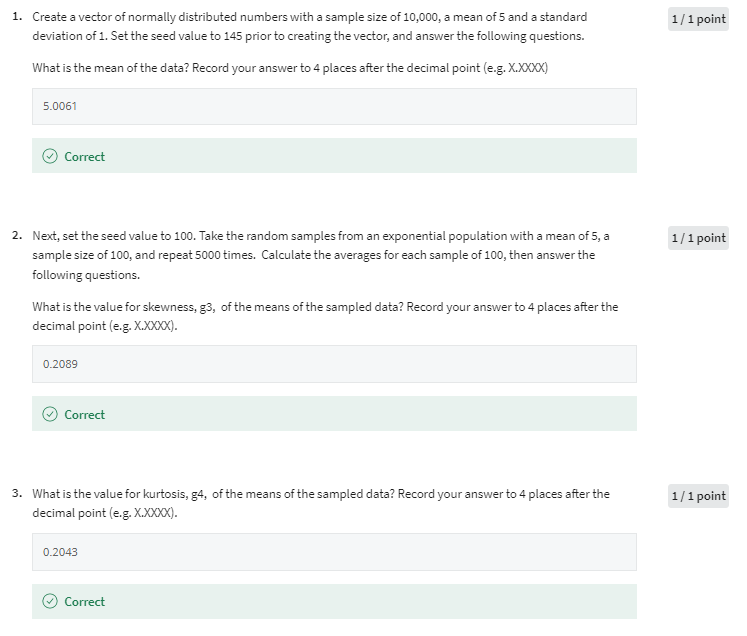 1. Create a vector of normally distributed numbers with a sample size of 10,000, a mean of 5 and a standard 1 / 1 point
deviation of 1. Set the seed value to 145 prior to creating the vector, and answer the following questions.
What is the mean of the data? Record your answer to 4 places after the decimal point (e.g. X.XXXX)
5.0061
Correct
2. Next, set the seed value to 100. Take the random samples from an exponential population with a mean of 5, a 1 / 1 point
sample size of 100, and repeat 5000 times. Calculate the averages for each sample of 100, then answer the
following questions.
What is the value for skewness, g3, of the means of the sampled data? Record your answer to 4 places after the
decimal point (e.g. X.XXXX).
0.2089
Correct
3. What is the value for kurtosis, g4, of the means of the sampled data? Record your answer to 4 places after the 1 / 1 point
decimal point (e.g. X.XXXX).
0.2043
Correct